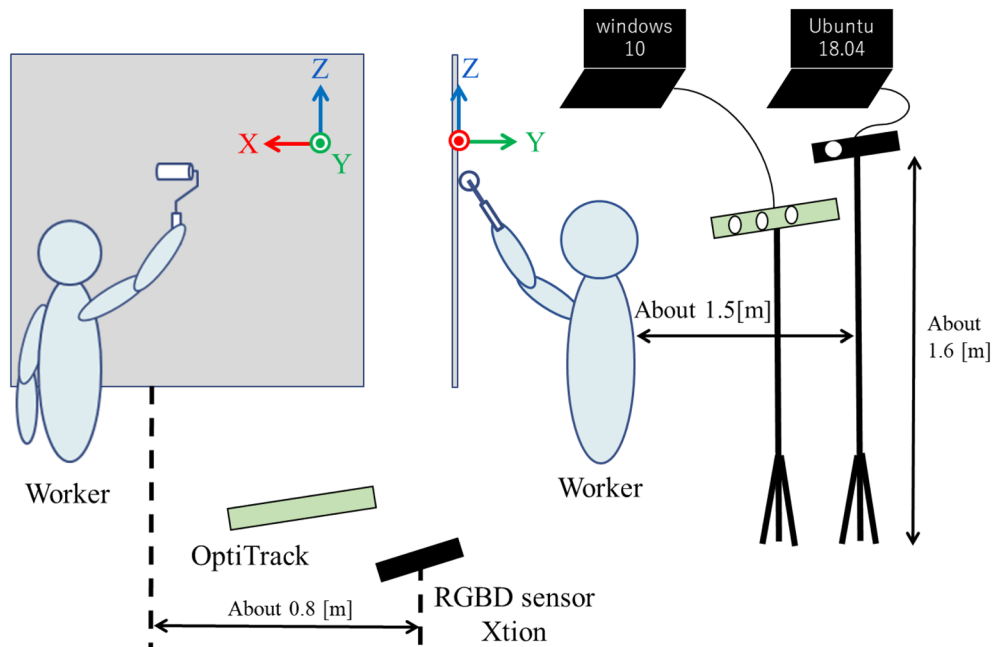 windows
10
Ubuntu
18.04
Z
X
Y
Z
Y
About 1.5[m]
About
1.6 [m]
Worker
Worker
OptiTrack
RGBD sensor
Xtion
About 0.8 [m]